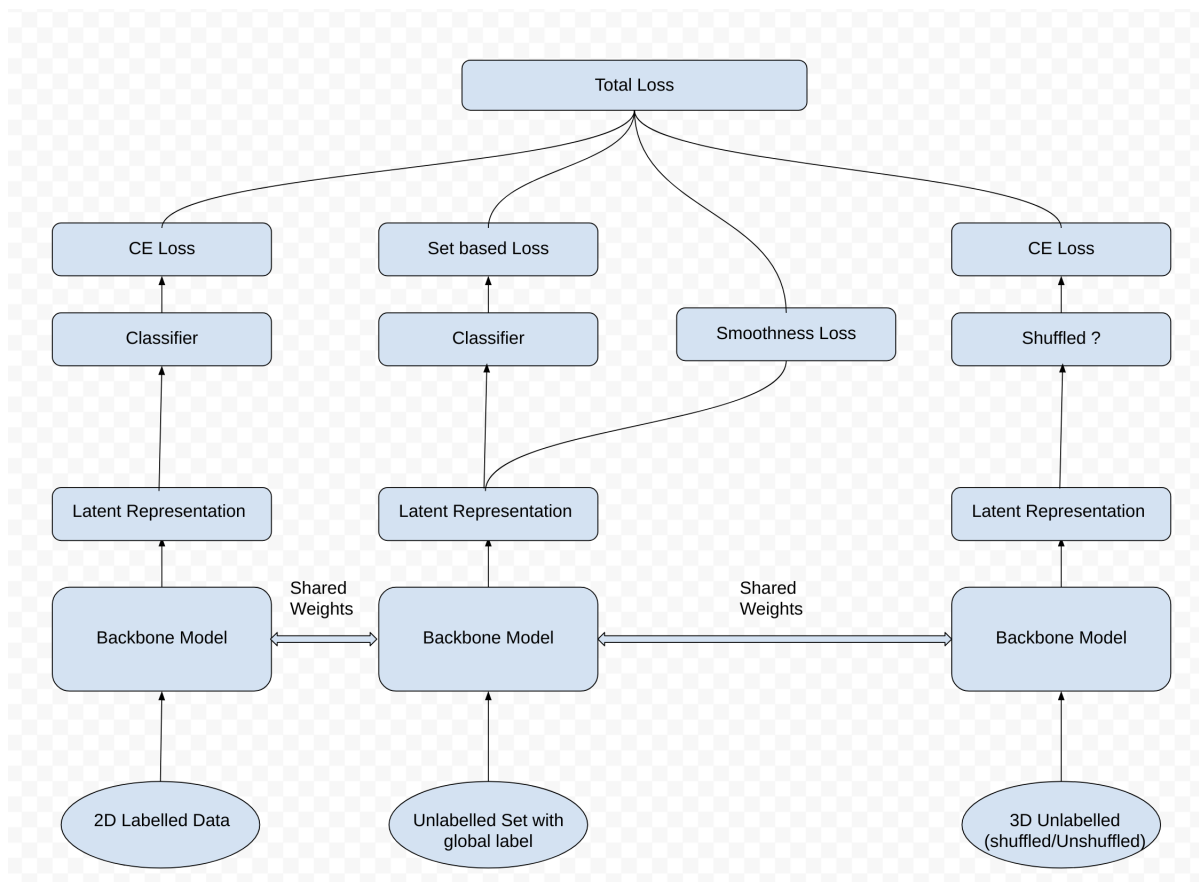 Total Loss
CE Loss
Set based Loss
CE Loss
Classifier
Classifier
Smoothness Loss
Shuffled ?
Latent Representation
Latent Representation
Latent Representation
Shared
Weights
Shared
Weights
Backbone Model
Backbone Model
Backbone Model
2D Labelled Data
Unlabelled Set with
global label
3D Unlabelled
(shuffled/Unshuffled)